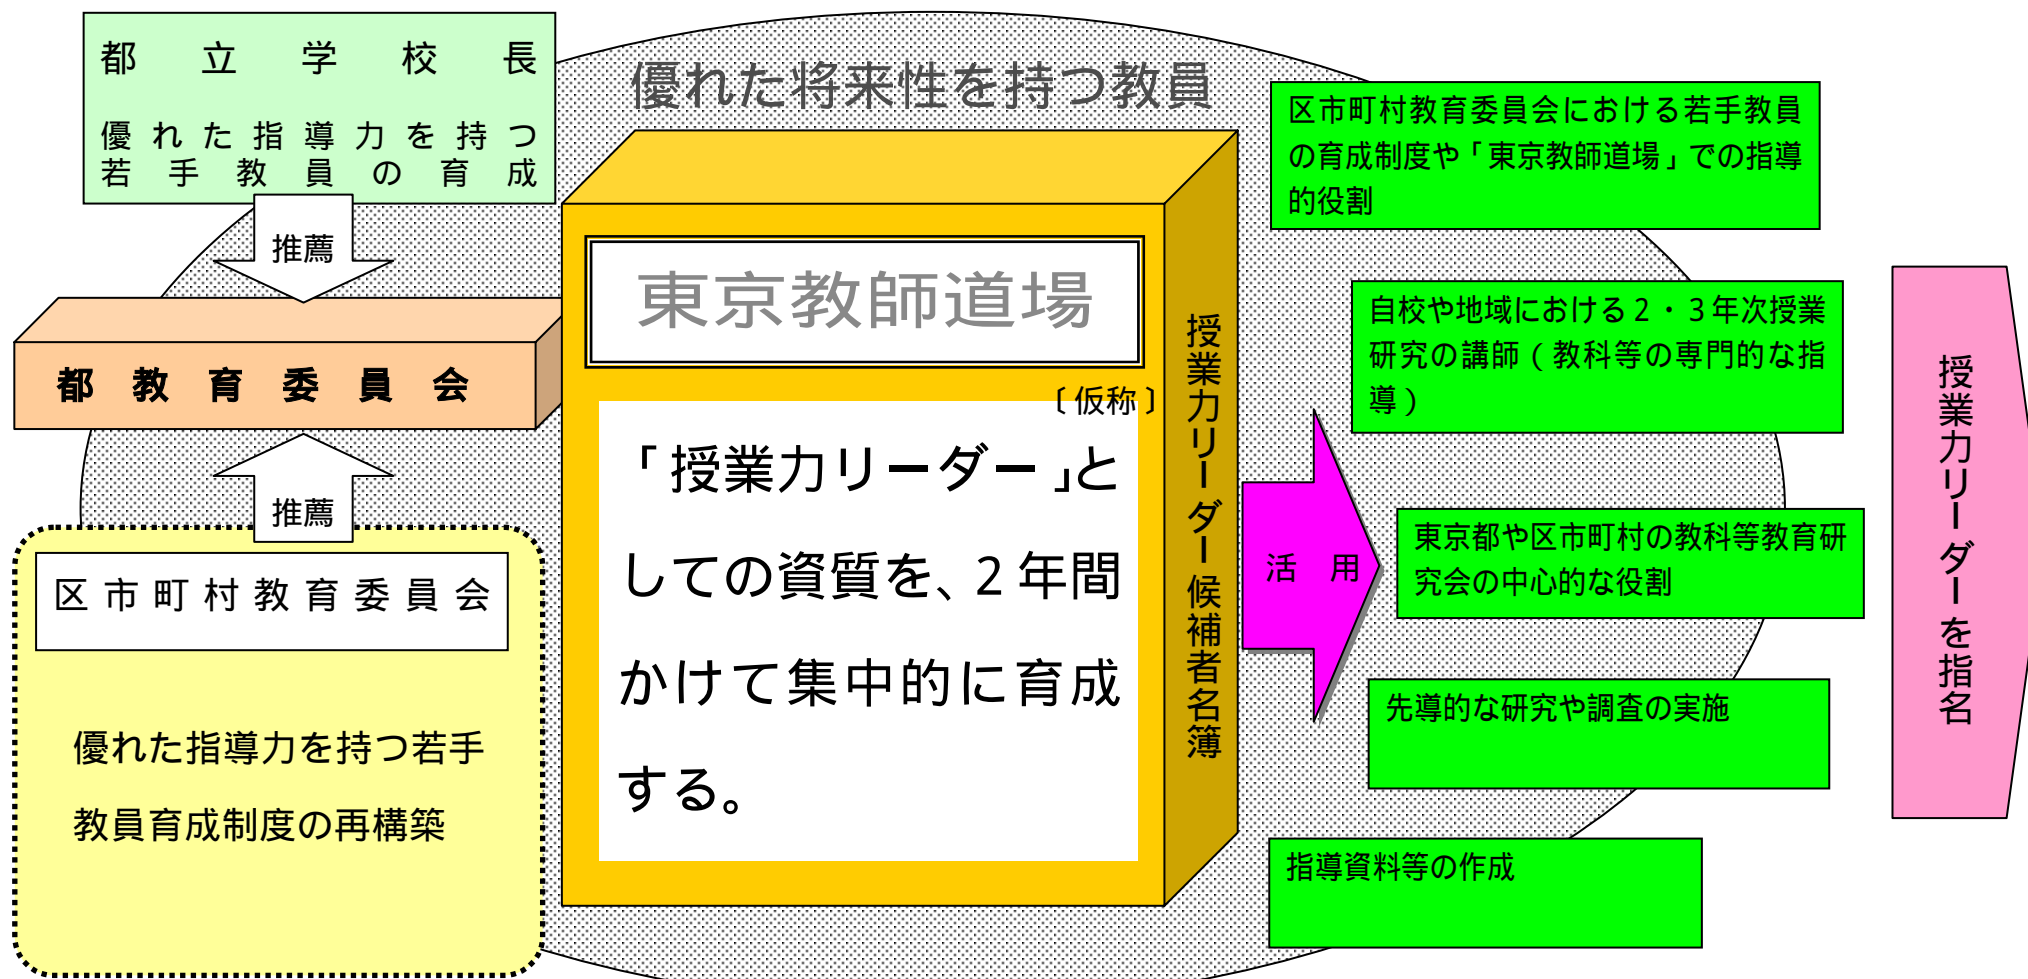 都立学校長
優れた指導力を持つ
若手教員の育成
推薦
都教育委員会
推薦
区市町村教育委員会
優れた指導力を持つ若手
教員育成制度の再構築
優れた将来性を持つ教員
東京教師道場
〔仮称〕
「授業力リーダー」と
しての資質を、2年間
かけて集中的に育成
する。
授業力リーダー候補者名簿
活用
区市町村教育委員会における若手教員
の育成制度や「東京教師道場」での指導
的役割
自校や地域における2・3年次授業
研究の講師(教科等の専門的な指
導)
東京都や区市町村の教科等教育研
究会の中心的な役割
先導的な研究や調査の実施
指導資料等の作成
授業力リーダーを指名